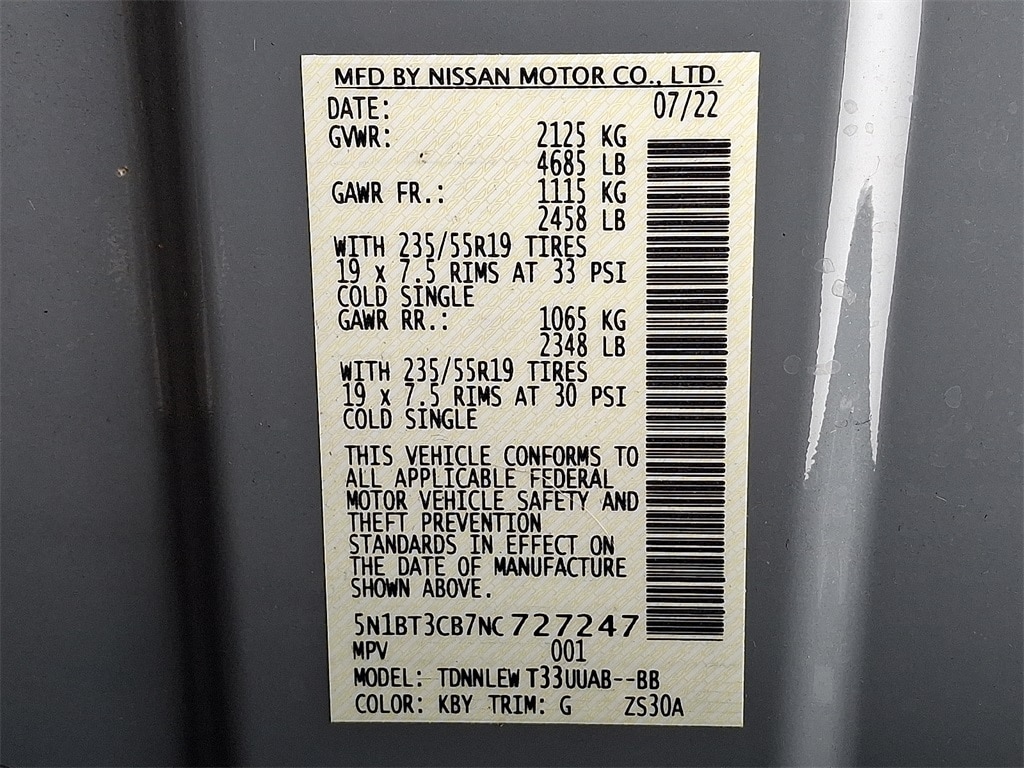 MFD BY NISSAN MOTOR CO., LTD.
DATE: 07/22
GVWR: 2125 KG
4685 LB
GAWR FR.: 1115 KG
2458 LB
WITH 235/55R19 TIRES
19 x 7.5 RIMS AT 33 PSI
COLD SINGLE
GAWR RR.: 1065 KG
2348 LB
WITH 235/55R19 TIRES
19 x 7.5 RIMS AT 30 PSI
COLD SINGLE
THIS VEHICLE CONFORMS TO
ALL APPLICABLE FEDERAL
MOTOR VEHICLE SAFETY AND
THEFT PREVENTION
STANDARDS IN EFFECT ON
THE DATE OF MANUFACTURE
SHOWN ABOVE.
5N1BT3CB7NC727247
MPV 001
MODEL: TDNNLEW T33UUAB--BB
COLOR: KBY TRIM: G ZS30A